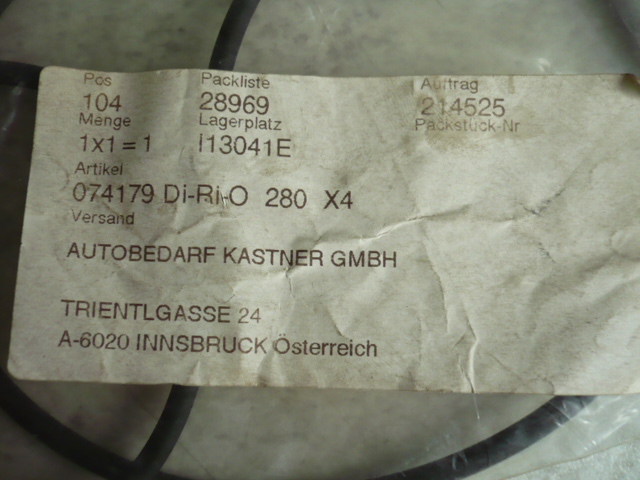 Pos Packliste Auftrag
104 28969 214525
Menge Lagerplatz Packstück-Nr
1x1=1 I13041E
Artikel
074179 Di-Ri-O 280 X4
Versand
AUTOBEDARF KASTNER GMBH
TRIENTLGASSE 24
A-6020 INNSBRUCK Österreich